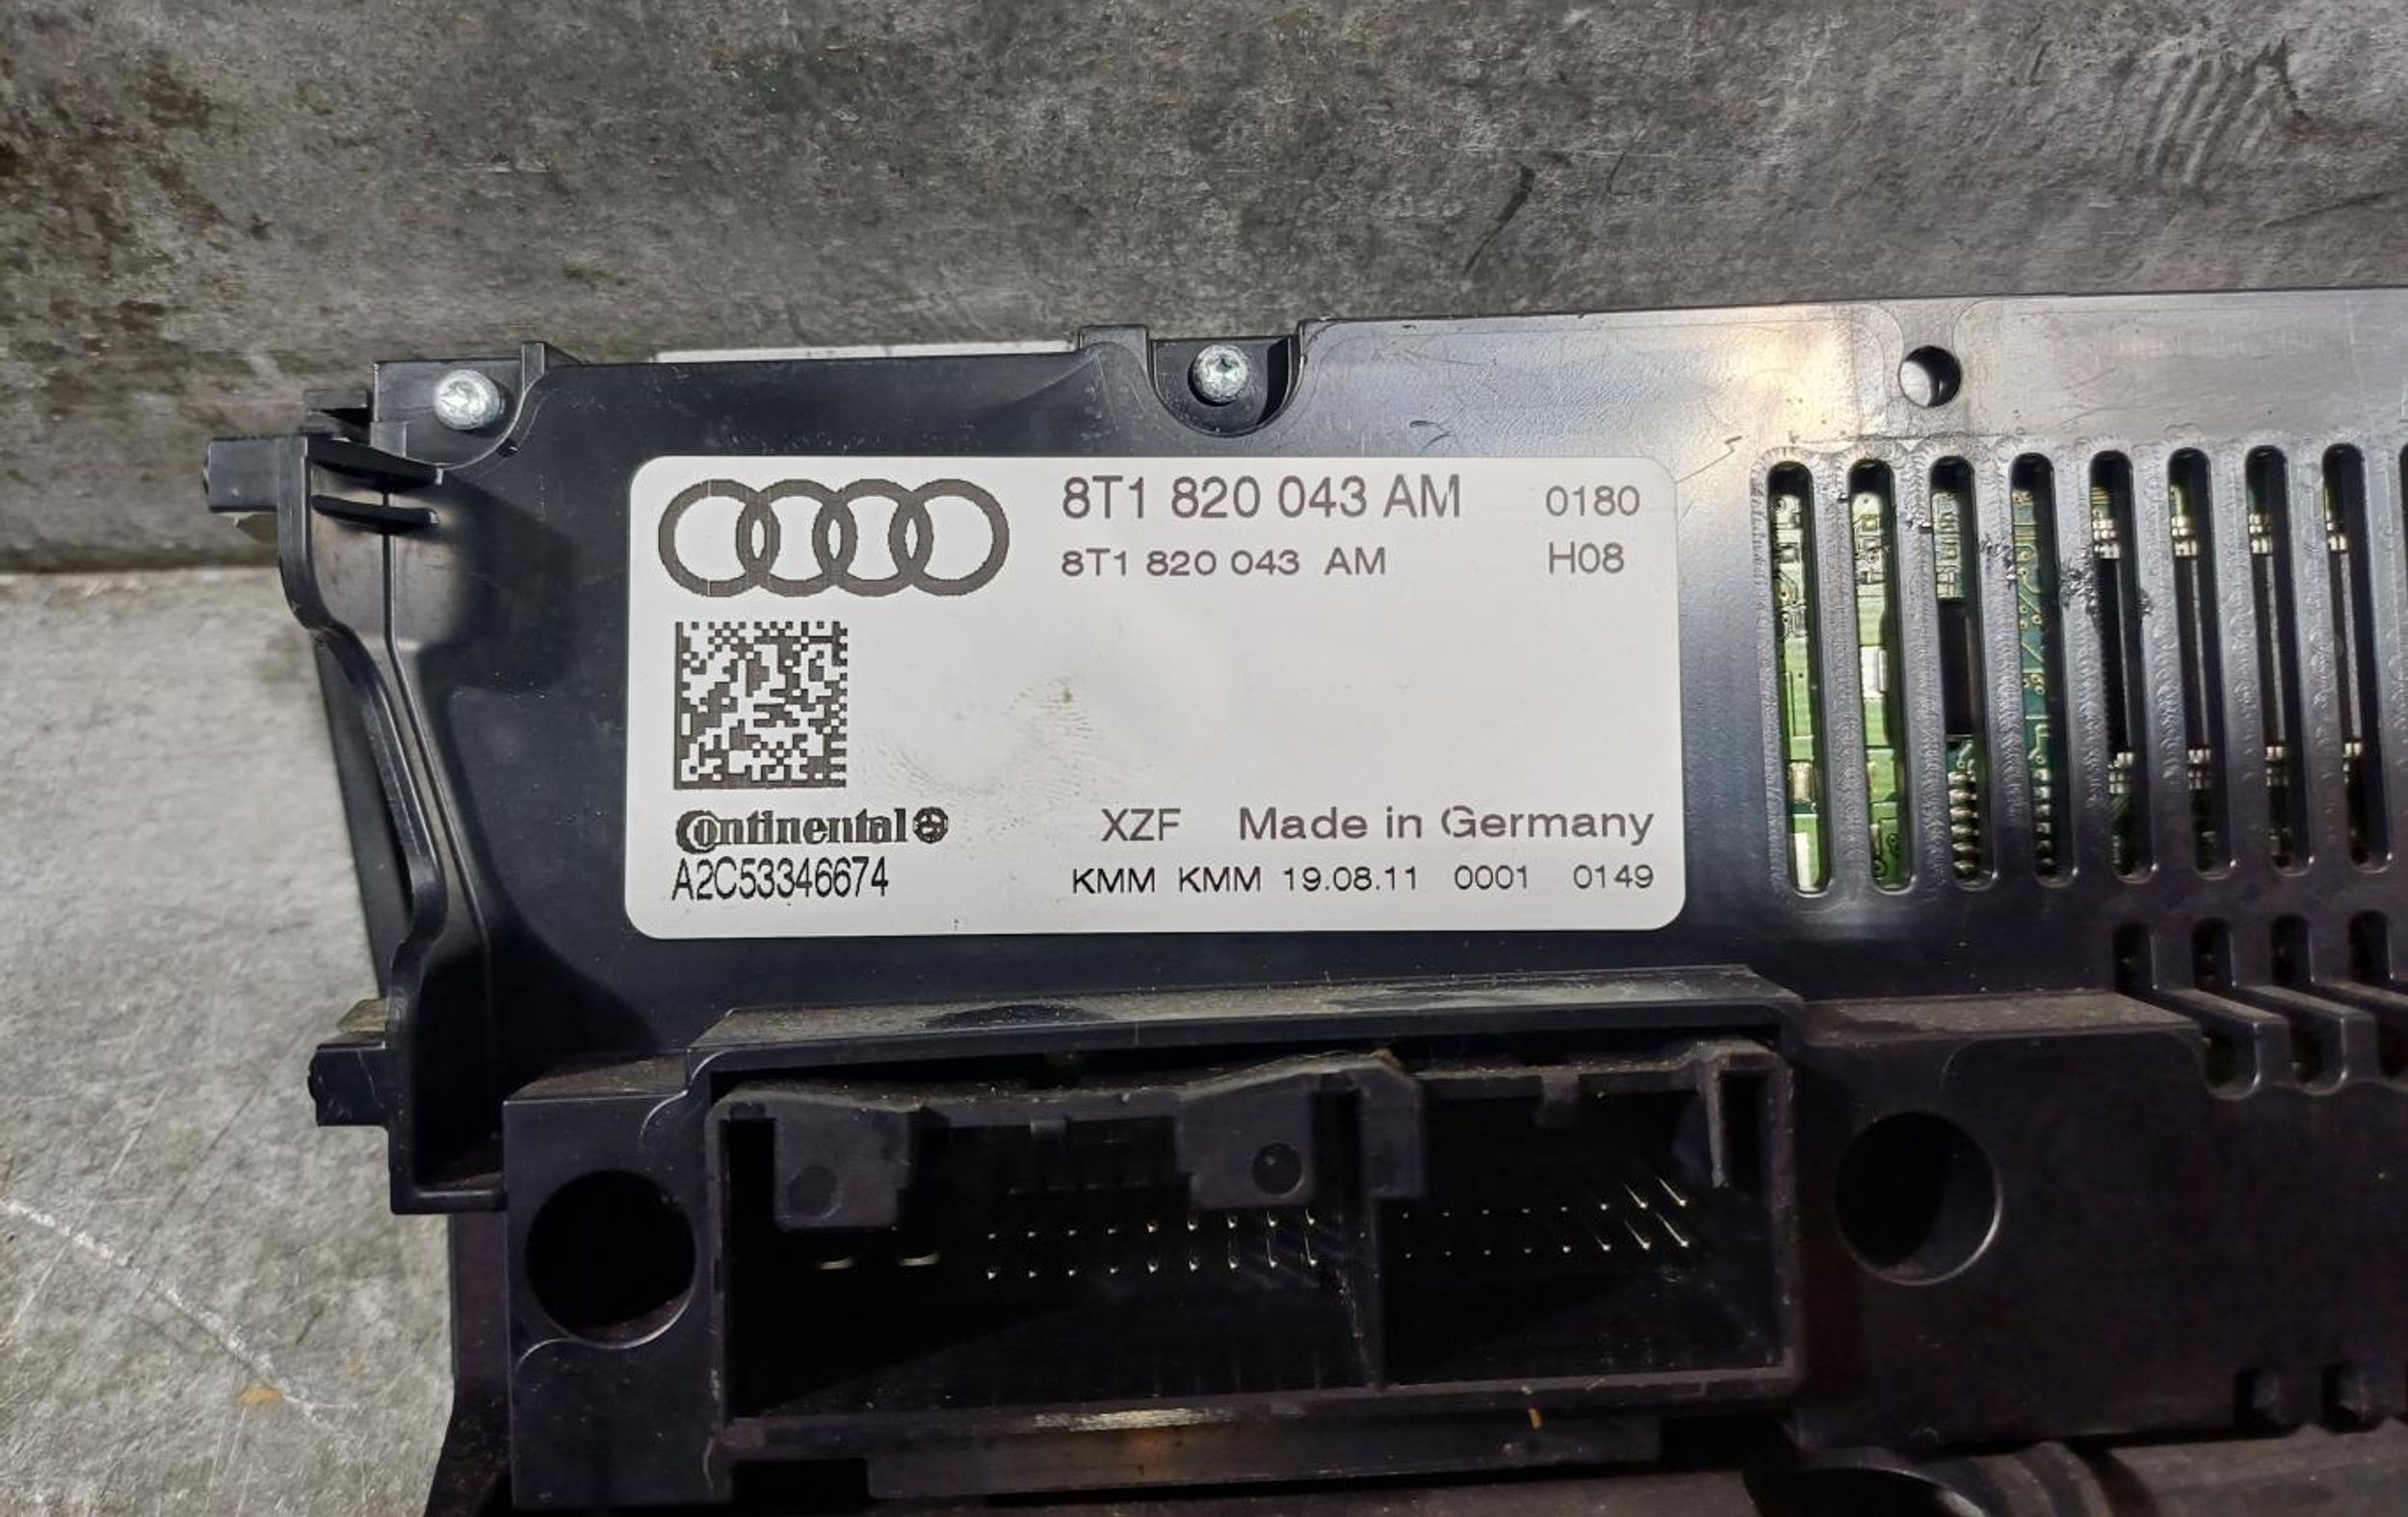 8T1 820 043 AM 0180
8T1 820 043 AM H08
Continental
XZF Made in Germany
A2C53346674
KMM KMM 19.08.11 0001 0149